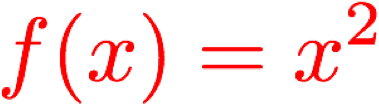 f(x) = x²